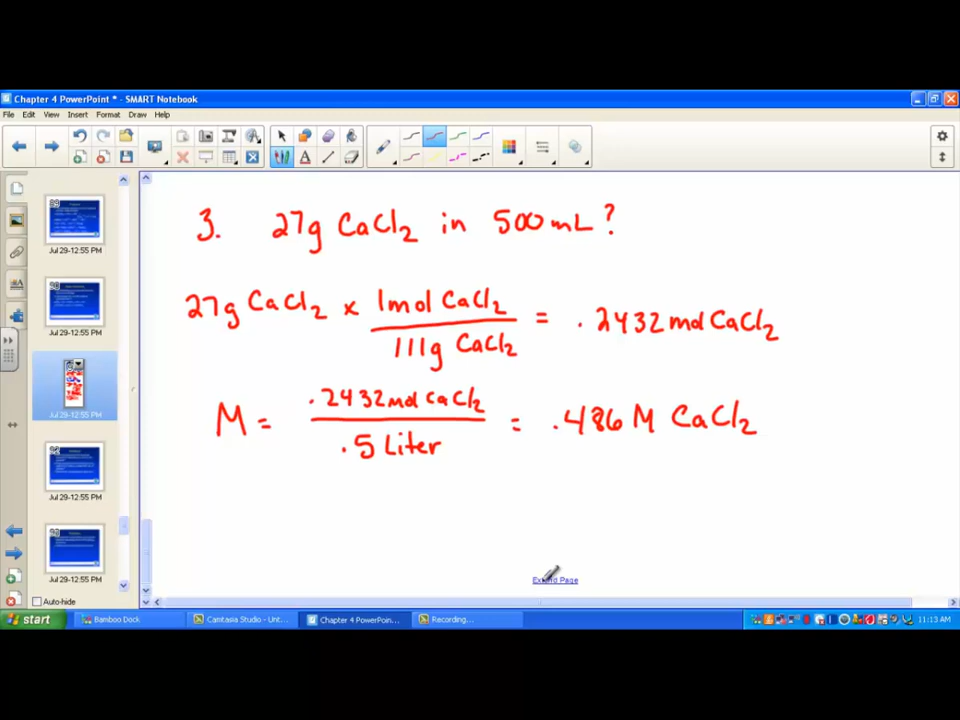 Chapter 4 PowerPoint * - SMART Notebook
File Edit View Insert Format Draw Help
Jul 29-12:55 PM
Jul 29-12:55 PM
Jul 29-12:55 PM
Jul 29-12:55 PM
Jul 29-12:55 PM
3. 27g CaCl2 in 500mL?
27g CaCl2 x 1mol CaCl2 = .2432 mol CaCl2
111g CaCl2
M = .2432 mol CaCl2 = .486 M CaCl2
.5 Liter
Expand Page
Auto-hide
start Bamboo Dock Camtasia Studio - Unt... Chapter 4 PowerPoin... Recording... 11:13 AM